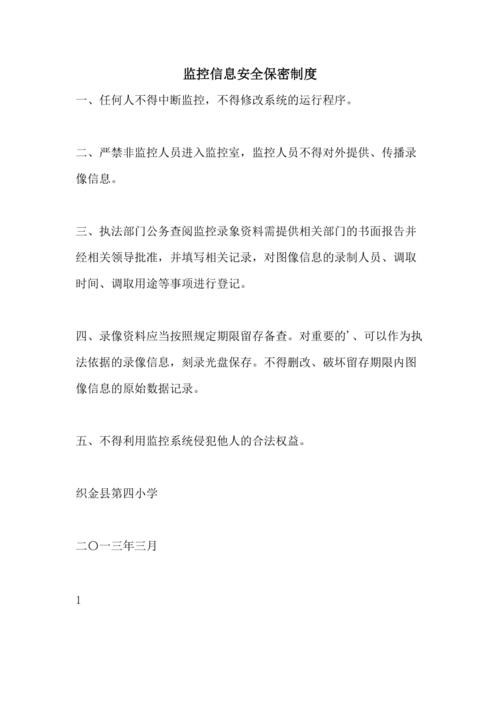 监控信息安全保密制度
一、任何人不得中断监控，不得修改系统的运行程序。
二、严禁非监控人员进入监控室，监控人员不得对外提供、传播录
像信息。
三、执法部门公务查阅监控录象资料需提供相关部门的书面报告并
经相关领导批准，并填写相关记录，对图像信息的录制人员、调取
时间、调取用途等事项进行登记。
四、录像资料应当按照规定期限留存备查。对重要的'、可以作为执
法依据的录像信息，刻录光盘保存。不得删改、破坏留存期限内图
像信息的原始数据记录。
五、不得利用监控系统侵犯他人的合法权益。
织金县第四小学
二〇一三年三月
1